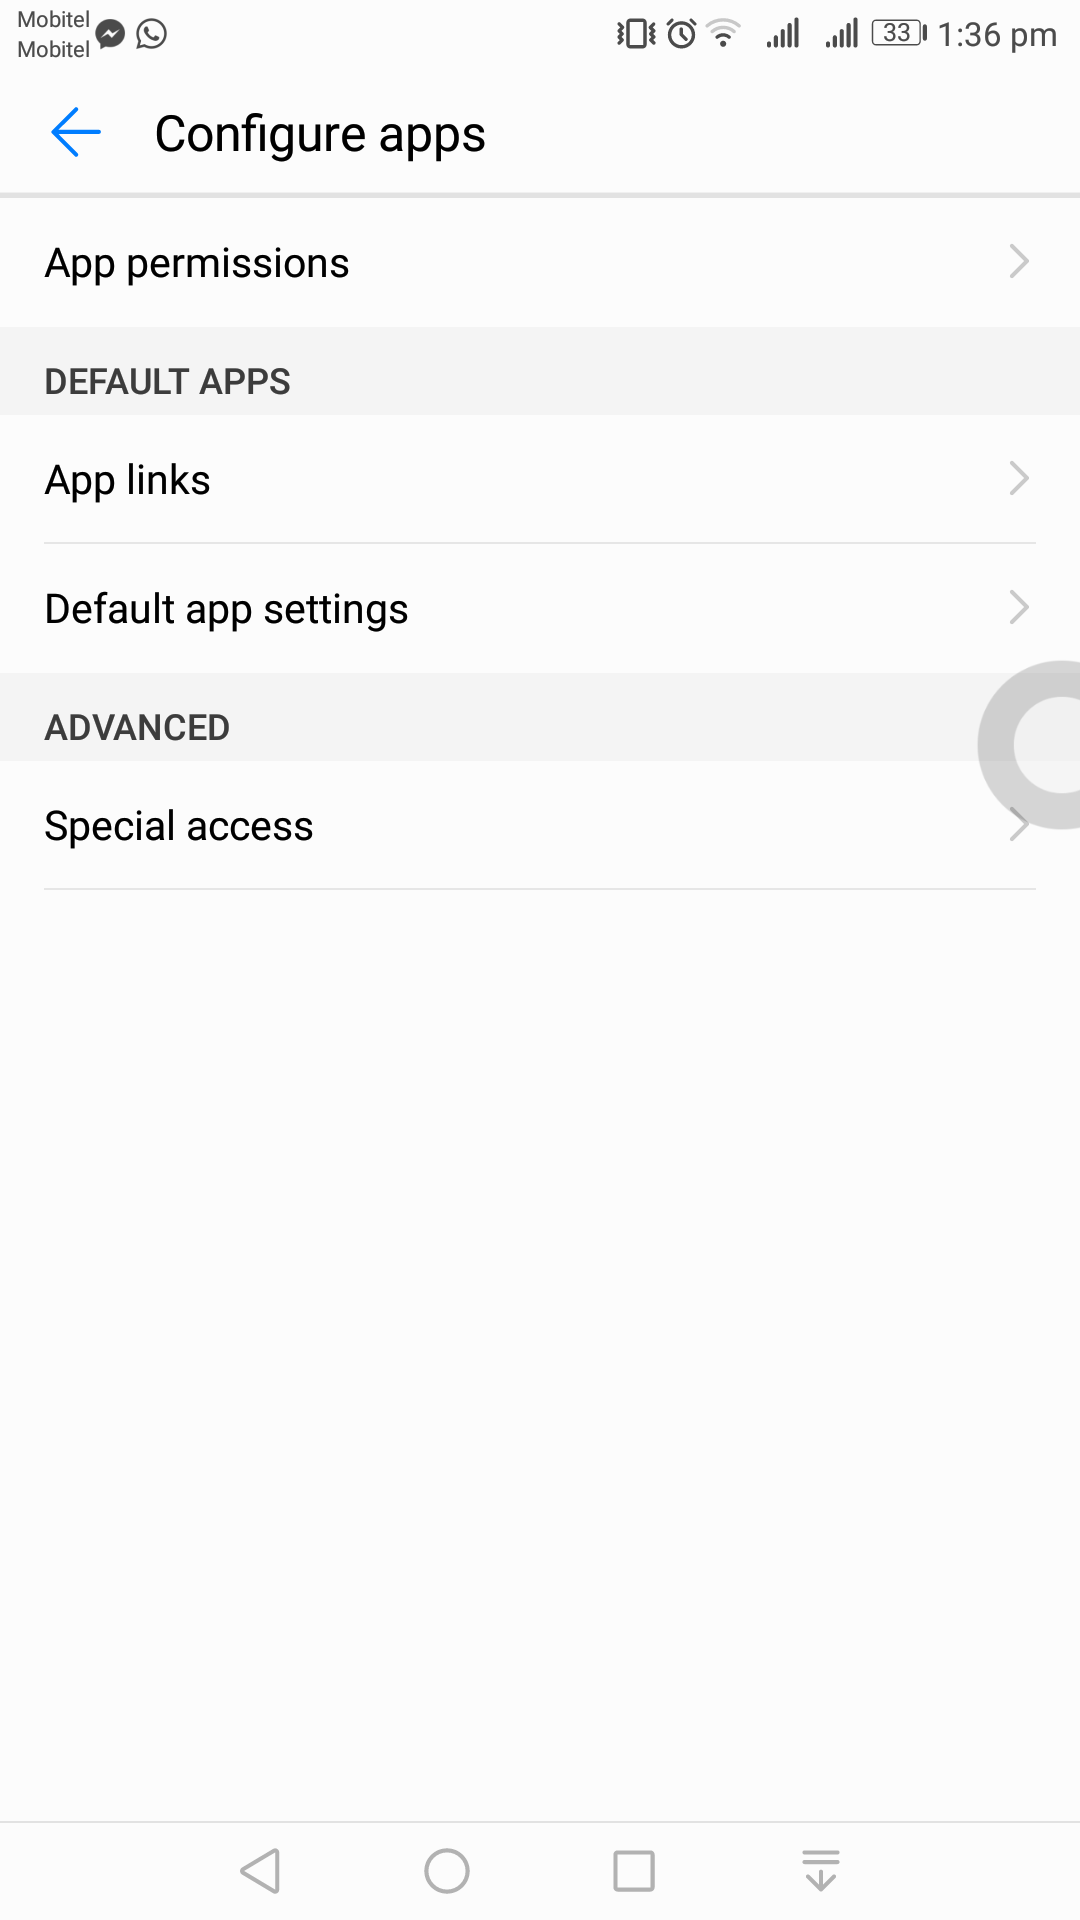 Mobitel
Mobitel
33 1:36 pm
Configure apps
App permissions
DEFAULT APPS
App links
Default app settings
ADVANCED
Special access